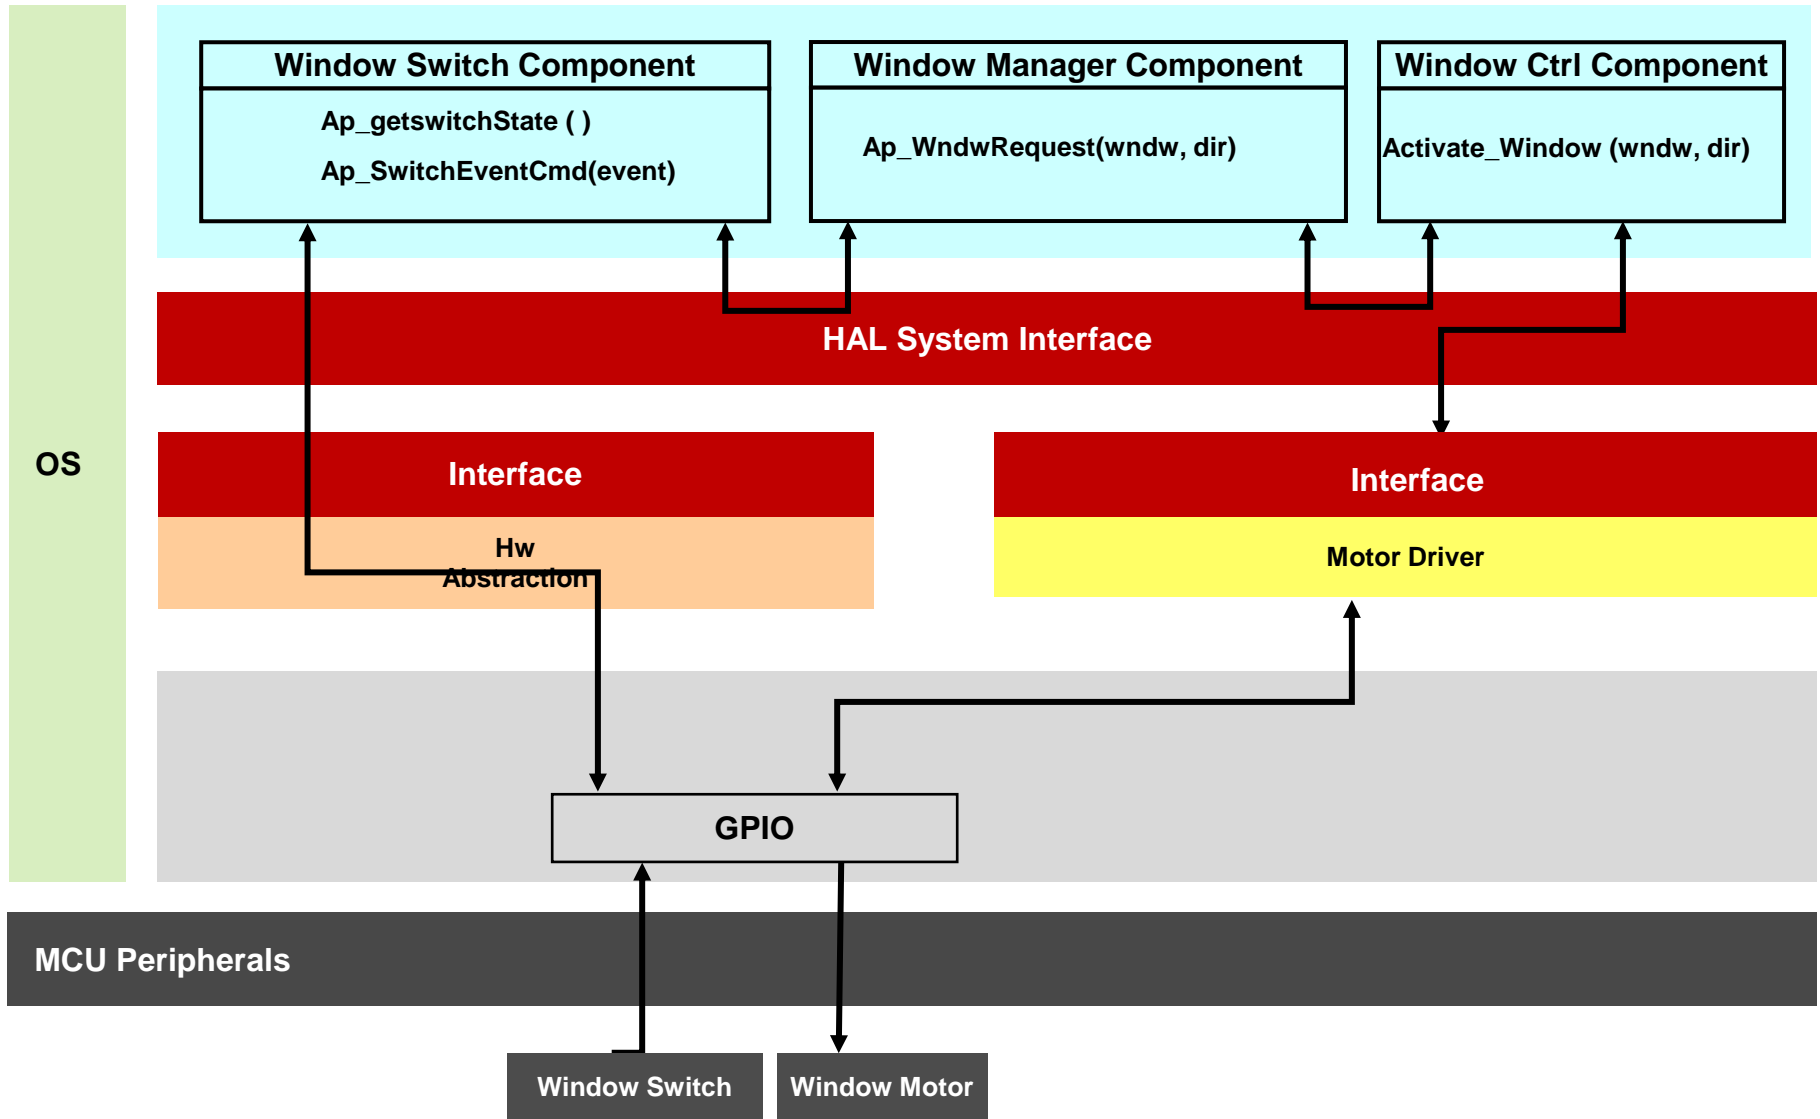 Window Switch Component
Ap_getswitchState ( )
Ap_SwitchEventCmd(event)
Window Manager Component
Ap_WndwRequest(wndw, dir)
Window Ctrl Component
Activate_Window (wndw, dir)
HAL System Interface
OS
Interface
Hw
Abstraction
Interface
Motor Driver
GPIO
MCU Peripherals
Window Switch
Window Motor